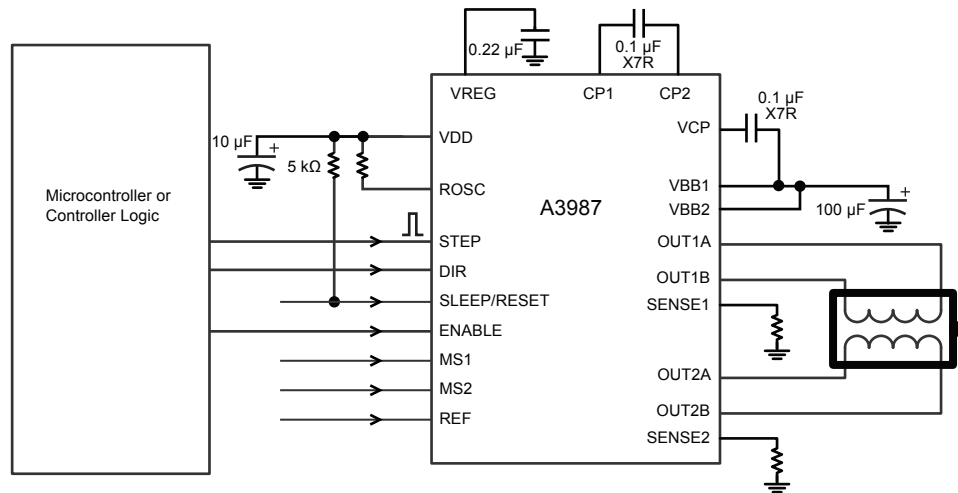 0.22 µF
0.1 µF
X7R
VREG
CP1
CP2
0.1 µF
X7R
VCP
10 µF
+
VDD
5 kΩ
ROSC
Microcontroller or
Controller Logic
A3987
VBB1
VBB2
+
100 µF
STEP
OUT1A
DIR
OUT1B
SLEEP/RESET
SENSE1
ENABLE
MS1
OUT2A
MS2
OUT2B
REF
SENSE2